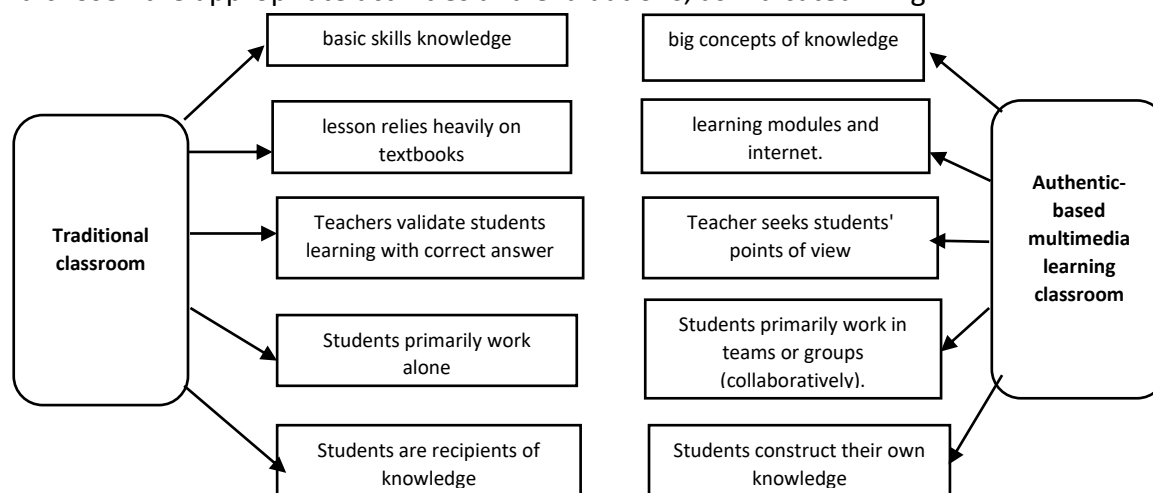 basic skills knowledge
big concepts of knowledge
lesson relies heavily on
textbooks
learning modules and
internet.
Traditional
classroom
Teachers validate students
learning with correct answer
Teacher seeks students'
points of view
Authentic-
based
multimedia
learning
classroom
Students primarily work
alone
Students primarily work in
teams or groups
(collaboratively).
Students are recipients of
knowledge
Students construct their own
knowledge